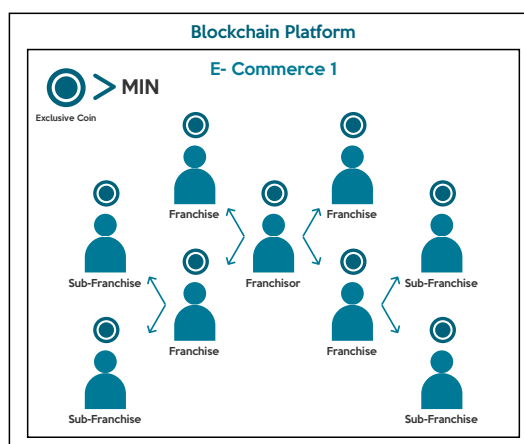 Blockchain Platform
E- Commerce 1
MIN
Exclusive Coin
Franchise
Franchise
Sub-Franchise
Franchisor
Sub-Franchise
Franchise
Franchise
Sub-Franchise
Sub-Franchise